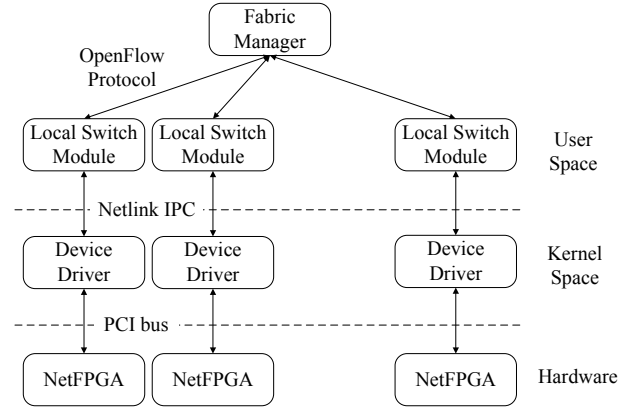 Fabric
Manager
OpenFlow
Protocol
Local Switch
Module
Local Switch
Module
Local Switch
Module
User
Space
Netlink IPC
Device
Driver
Device
Driver
Device
Driver
Kernel
Space
PCI bus
NetFPGA
NetFPGA
NetFPGA
Hardware